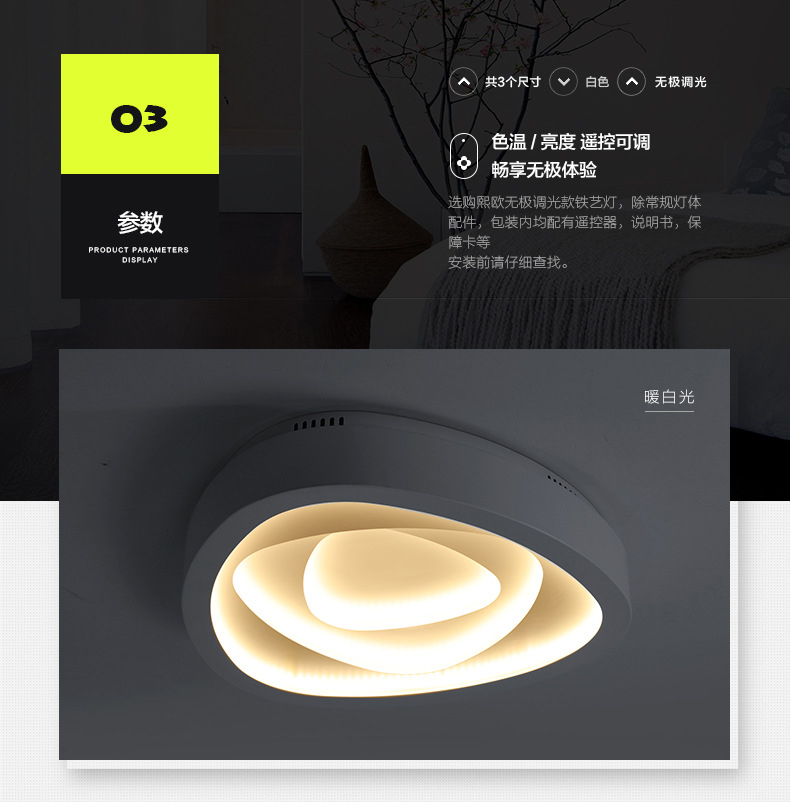 03
参数
PRODUCT PARAMETERS
DISPLAY
共3个尺寸 白色 无极调光
色温 / 亮度 遥控可调
畅享无极体验
选购熙欧无极调光款铁艺灯，除常规灯体
配件，包装内均配有遥控器，说明书，保
障卡等
安装前请仔细查找。
暖白光